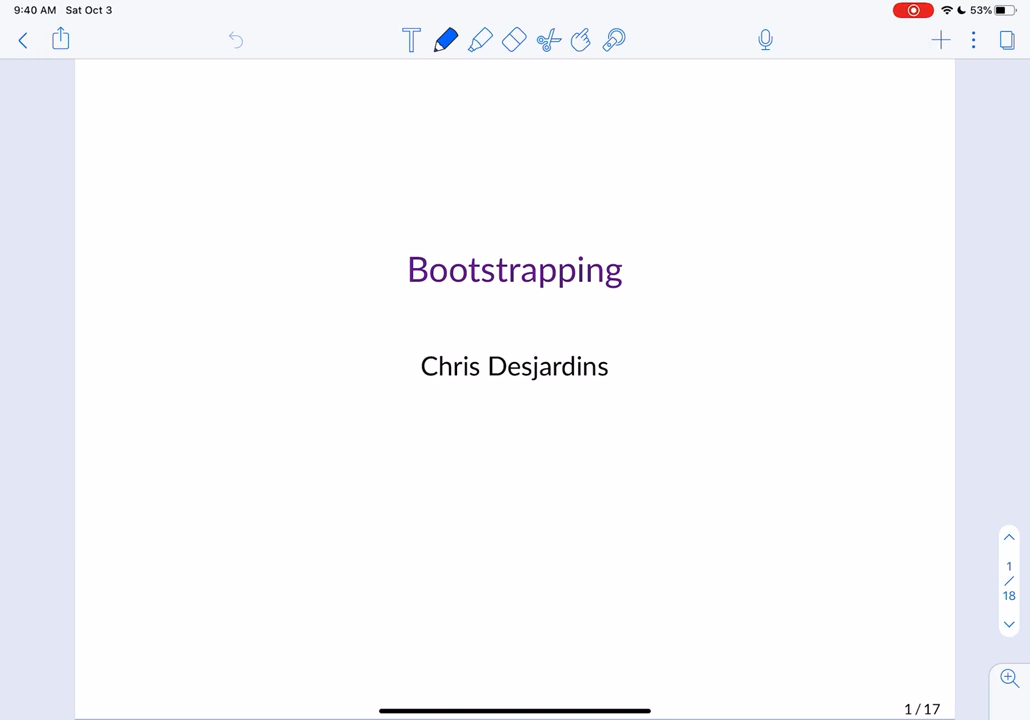 9:40 AM Sat Oct 3
53%
T
Bootstrapping
Chris Desjardins
1
/
18
1 / 17